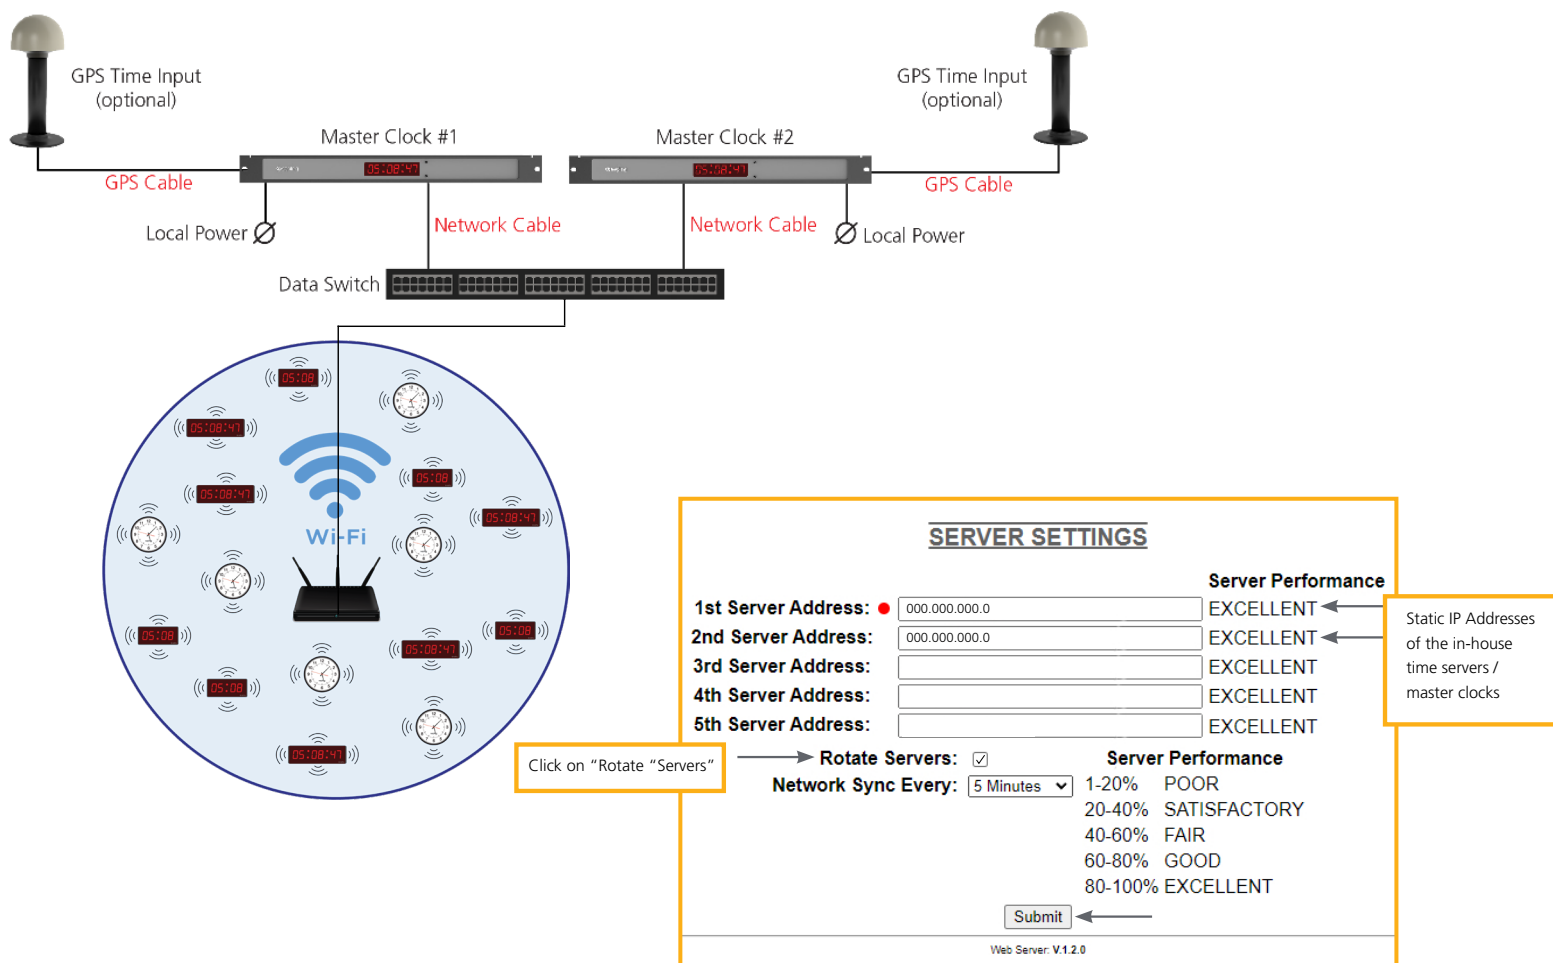 GPS Time Input
(optional)
GPS Time Input
(optional)
Master Clock #1
Master Clock #2
05:08:47
05:08:47
GPS Cable
GPS Cable
Network Cable
Network Cable
Local Power
Local Power
Data Switch
05:08
05:08:47
05:08
05:08:47
05:08:47
Wi-Fi
05:08
05:08
05:08:47
05:08
05:08:47
SERVER SETTINGS
Server Performance
1st Server Address: 000.000.000.0 EXCELLENT
2nd Server Address: 000.000.000.0 EXCELLENT
3rd Server Address: EXCELLENT
4th Server Address: EXCELLENT
5th Server Address: EXCELLENT
Static IP Addresses
of the in-house
time servers /
master clocks
Click on “Rotate “Servers”
Rotate Servers: Server Performance
Network Sync Every: 5 Minutes 1-20% POOR
20-40% SATISFACTORY
40-60% FAIR
60-80% GOOD
80-100% EXCELLENT
Submit
Web Server: V.1.2.0